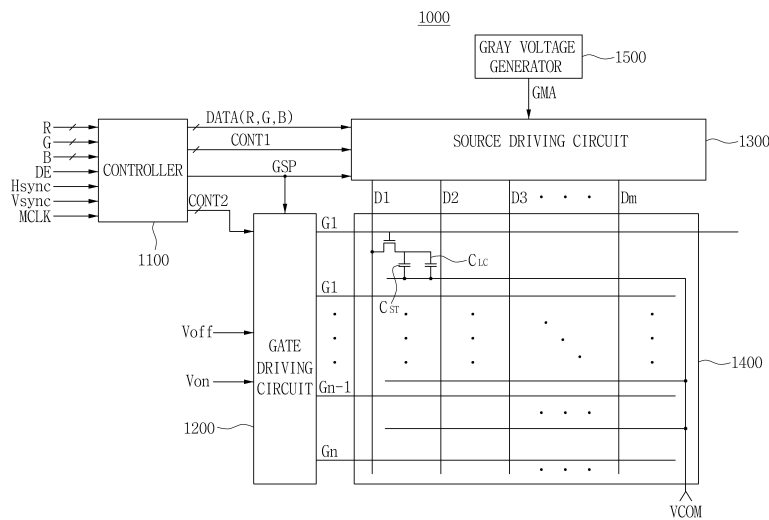 1000
GRAY VOLTAGE
GENERATOR
1500
GMA
DATA(R,G,B)
CONT1
GSP
CONT2
R
G
B
DE
Hsync
Vsync
MCLK
CONTROLLER
1100
SOURCE DRIVING CIRCUIT
1300
D1
D2
D3
Dm
G1
CLC
CST
G1
Voff
Von
GATE
DRIVING
CIRCUIT
1200
Gn-1
Gn
1400
VCOM